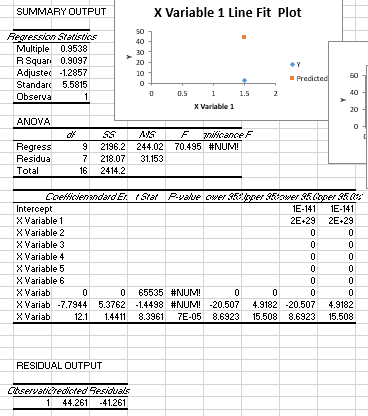 SUMMARY OUTPUT
Regression Statistics
Multiple 0.9538
R Squar 0.9097
Adjustec -1.2857
Standar 5.5815
Observa 1
X Variable 1 Line Fit Plot
50
40
30
20
10
0
Y
0 0.5 1 1.5 2
X Variable 1
Y
Predicted
60
40
20
0
Y
ANOVA
df SS MS F gnificance F
Regress 9 2196.2 244.02 70.495 #NUM!
Residua 7 218.07 31.153
Total 16 2414.2
Coefficien andard Er. t Stat P-value ower 95% pper 95% ower 95.0 pper 95.0%
Intercept 1E-141 1E-141
X Variable 1 2E+29 2E+29
X Variable 2 0 0
X Variable 3 0 0
X Variable 4 0 0
X Variable 5 0 0
X Variable 6 0 0
X Variab 0 0 65535 #NUM! 0 0 0 0
X Variab -7.7944 5.3762 -1.4498 #NUM! -20.507 4.9182 -20.507 4.9182
X Variab 12.1 1.4411 8.3961 7E-05 8.6923 15.508 8.6923 15.508
RESIDUAL OUTPUT
Observati redicted Residuals
1 44.261 -41.261